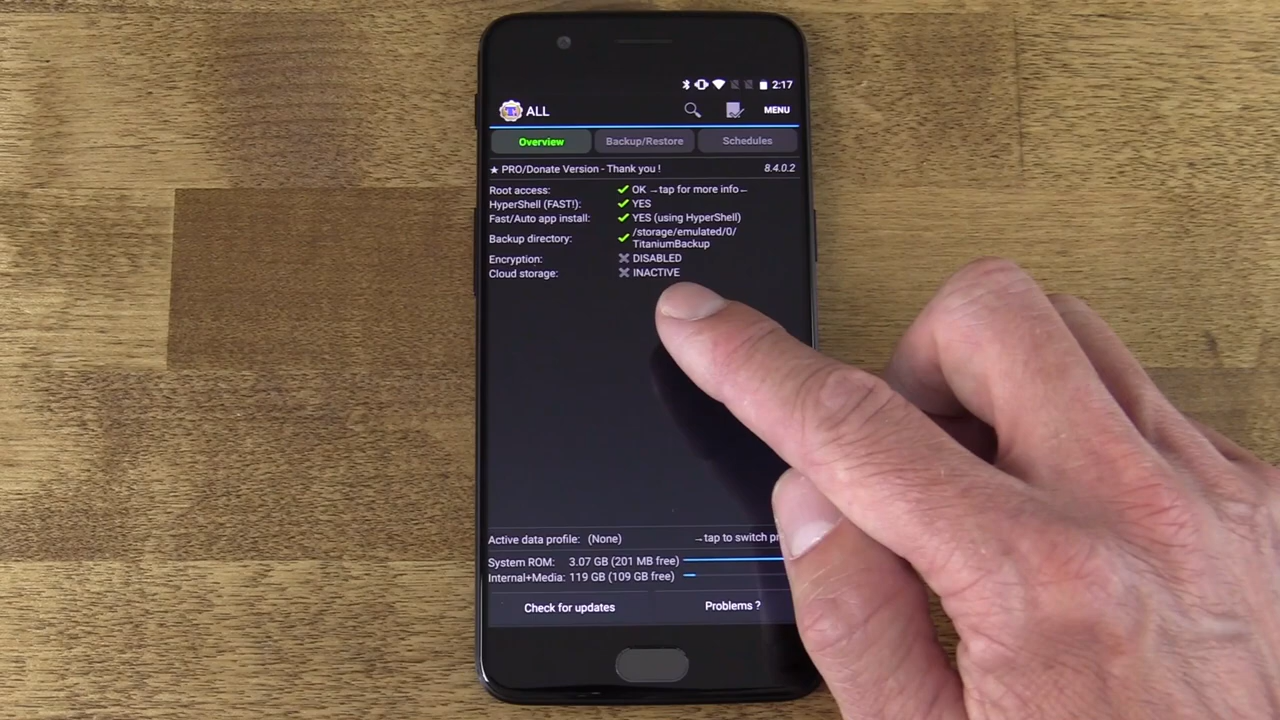 2:17
ALL
MENU
Overview Backup/Restore Schedules
★ PRO/Donate Version - Thank you ! 8.4.0.2
Root access: OK →tap for more info←
HyperShell (FAST!): YES
Fast/Auto app install: YES (using HyperShell)
Backup directory: /storage/emulated/0/
TitaniumBackup
Encryption: DISABLED
Cloud storage: INACTIVE
Active data profile: (None) →tap to switch
System ROM: 3.07 GB (201 MB free)
Internal+Media: 119 GB (109 GB free)
Check for updates Problems ?